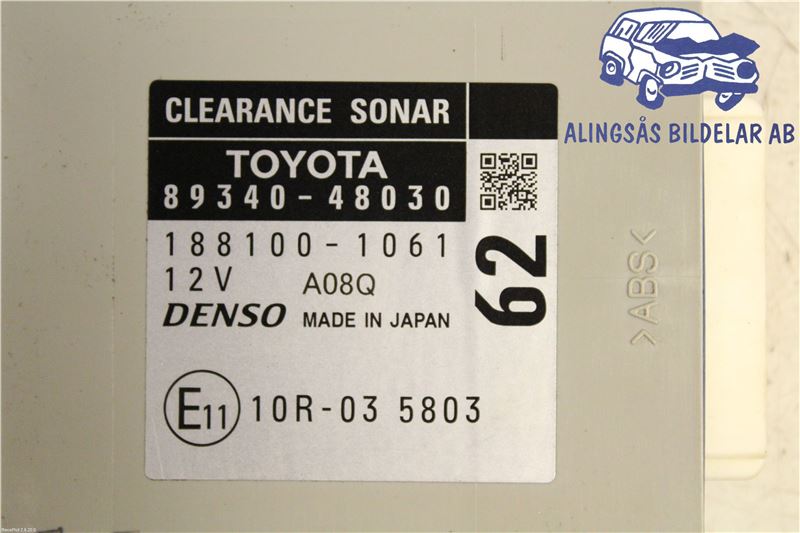 ALINGSÅS BILDELAR AB
CLEARANCE SONAR
TOYOTA
89340-48030
188100-1061
12V A08Q
DENSO MADE IN JAPAN
62
E11 10R-03 5803
>ABS<